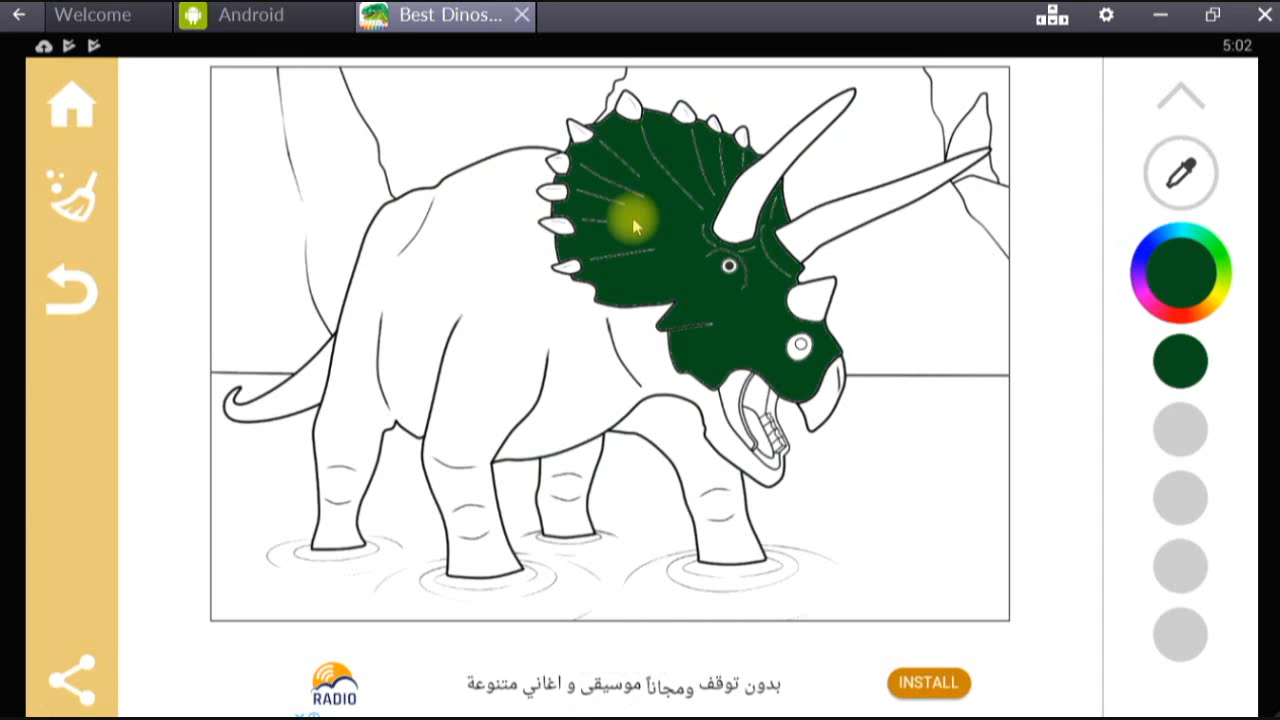 Welcome
Android
Best Dinos...
5:02
RADIO
بدون توقف ومجاناً موسيقى و اغاني متنوعة
INSTALL